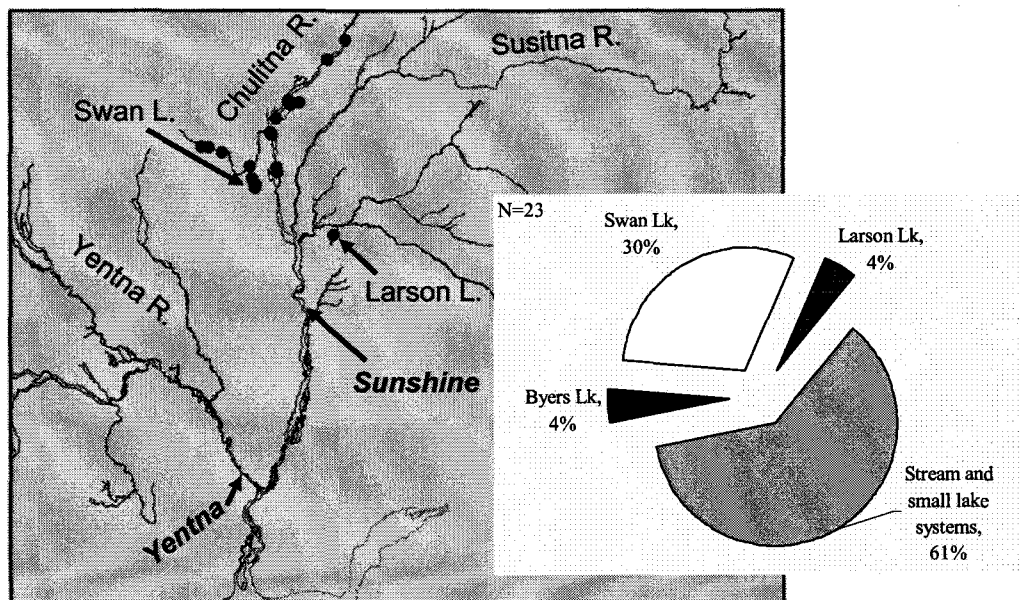 Chulitna R.
Susitna R.
Swan L.
Yentna R.
Larson L.
Sunshine
Yentna
N=23
Swan Lk,
30%
Larson Lk,
4%
Byers Lk,
4%
Stream and
small lake
systems,
61%